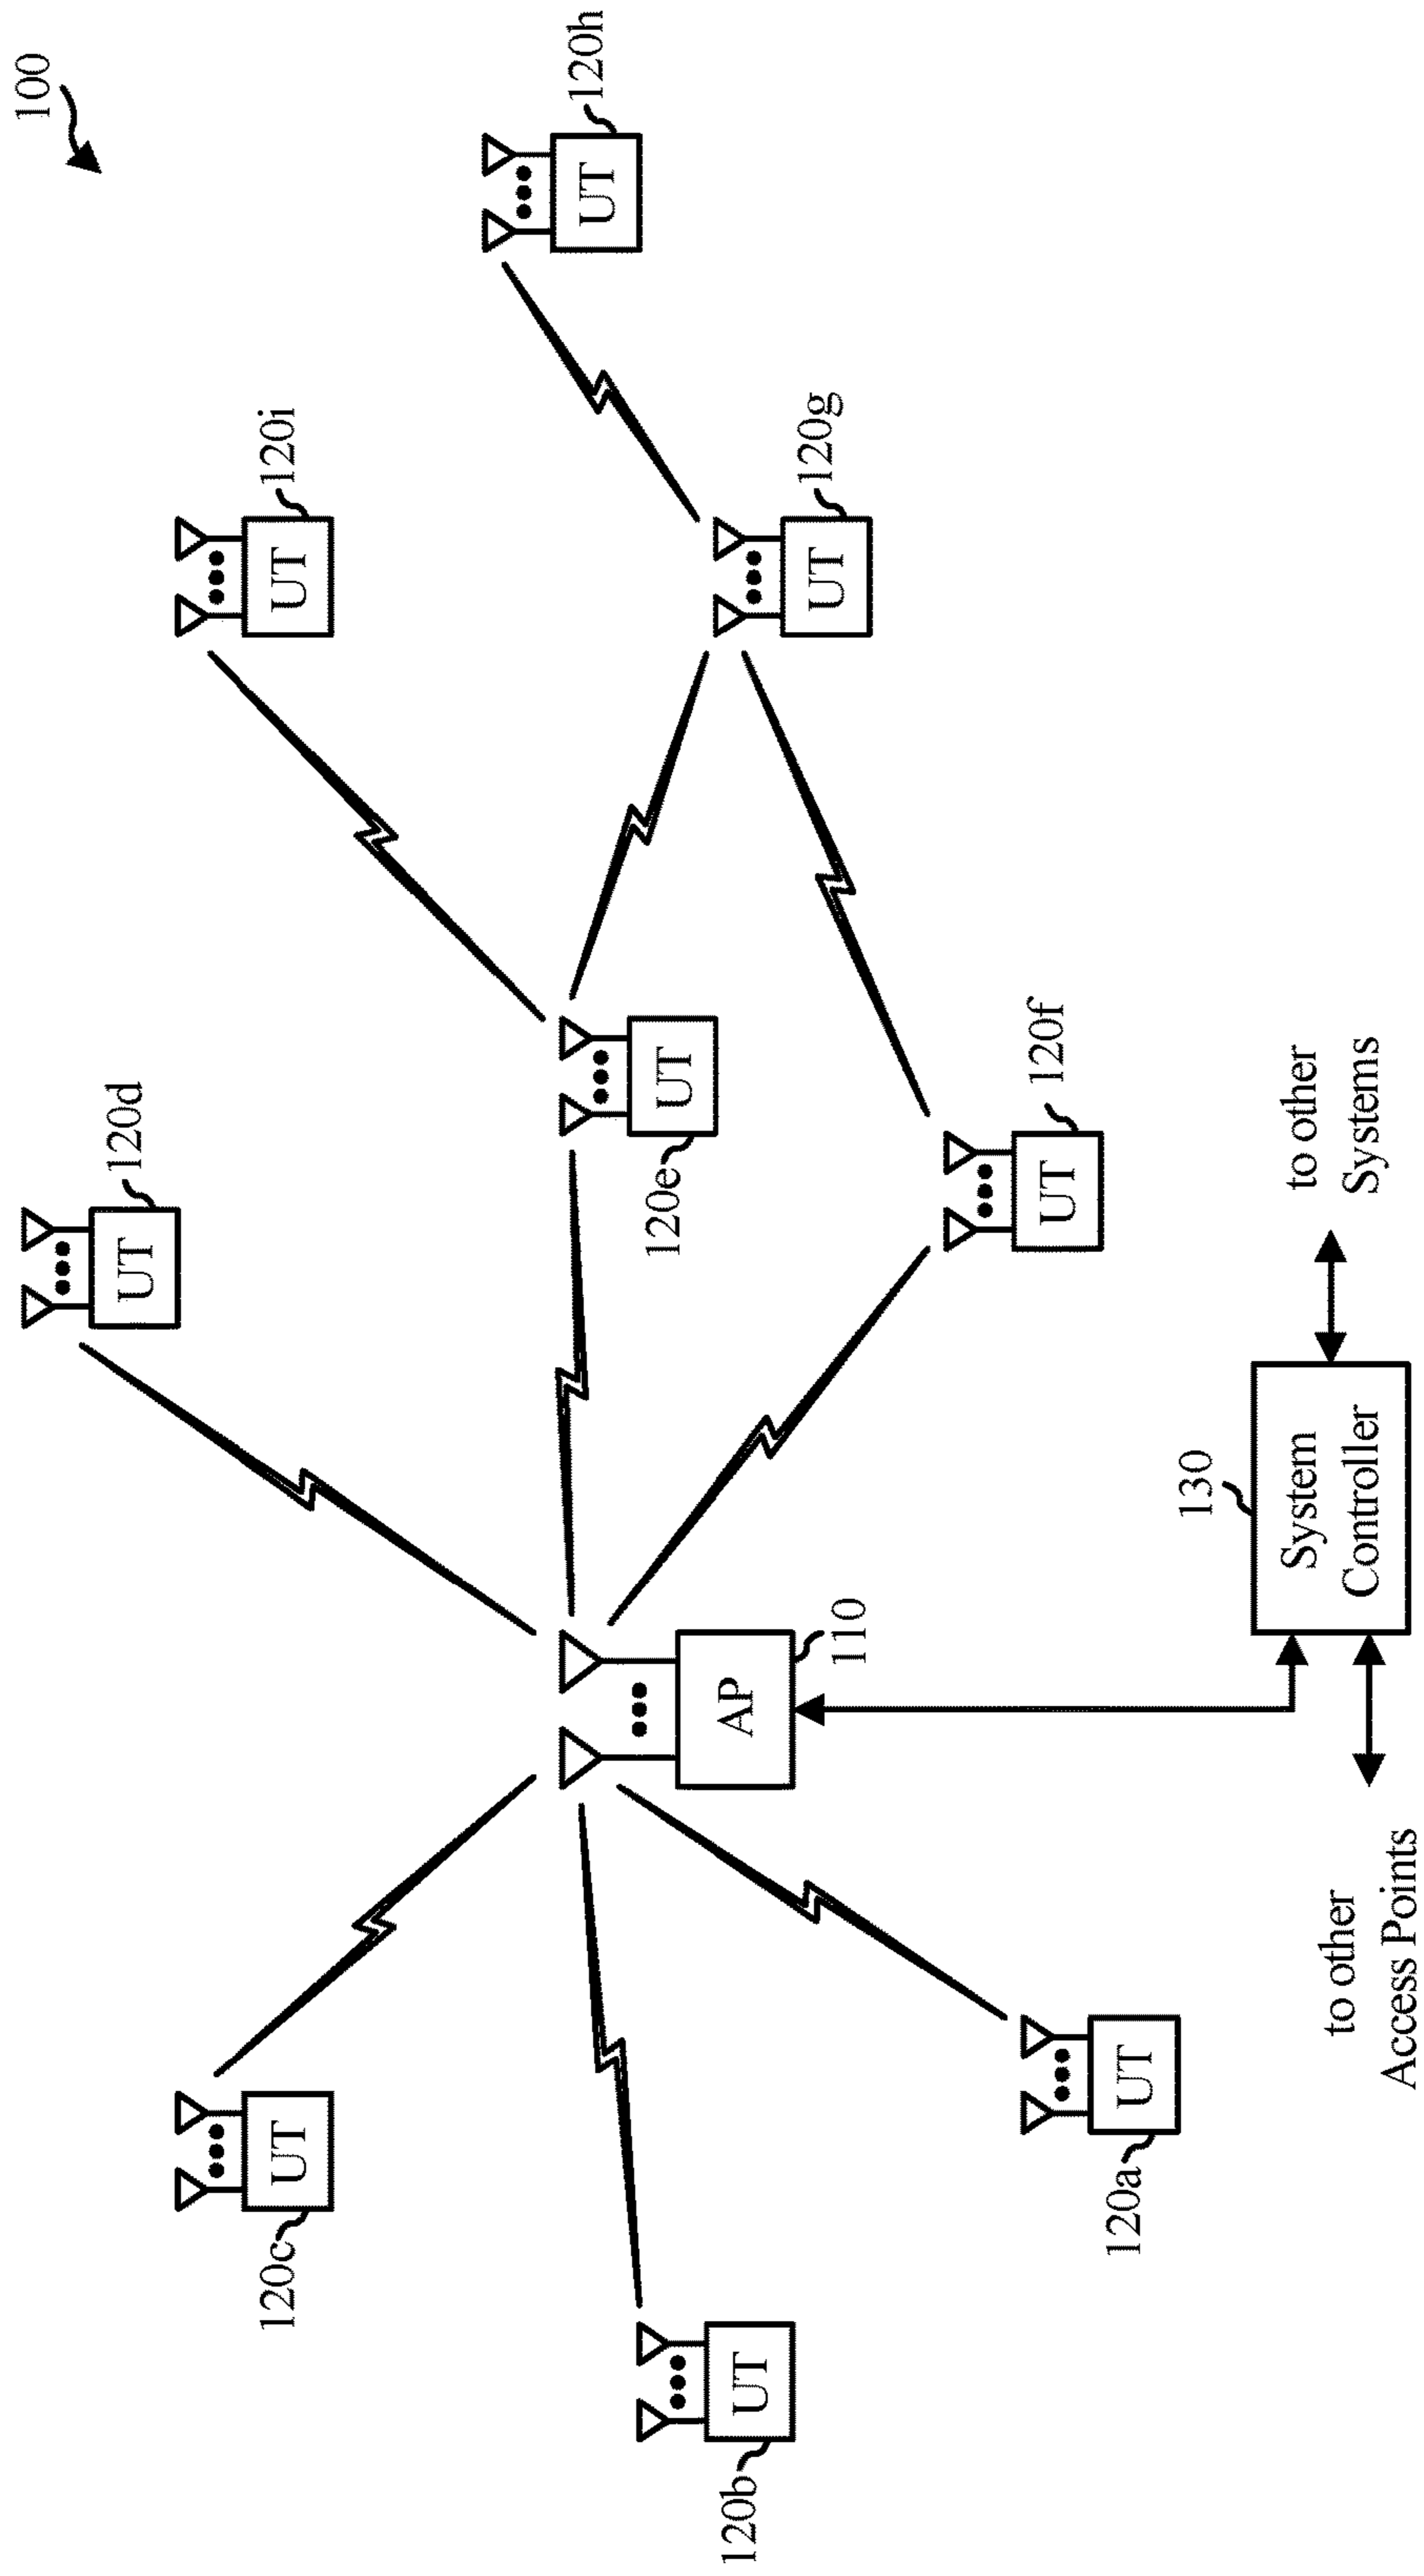 100
120d
UT
120i
UT
120c
UT
120h
UT
120e
UT
AP
110
120g
UT
120b
UT
120f
UT
120a
UT
130
System
Controller
to other
Systems
to other
Access Points